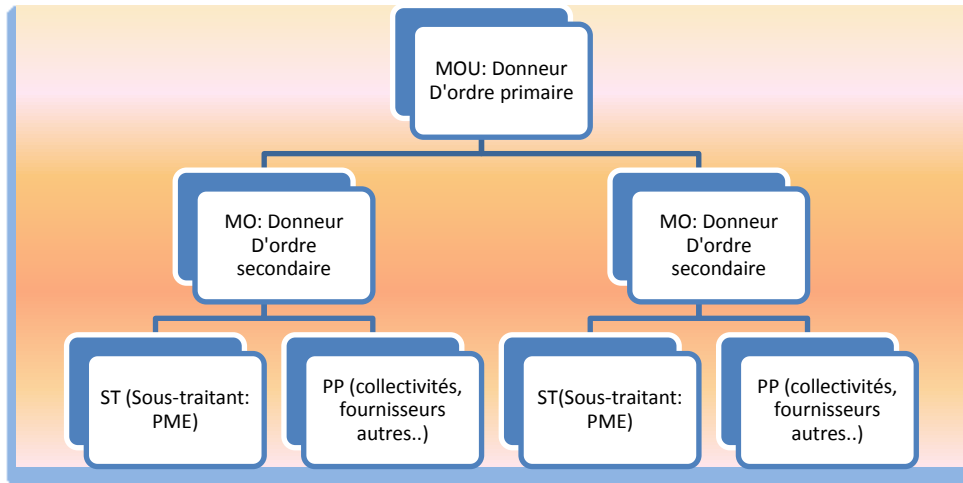 MOU: Donneur
D'ordre primaire
MO: Donneur
D'ordre
secondaire
MO: Donneur
D'ordre
secondaire
ST (Sous-traitant:
PME)
PP (collectivités,
fournisseurs
autres..)
ST(Sous-traitant:
PME)
PP (collectivités,
fournisseurs
autres..)